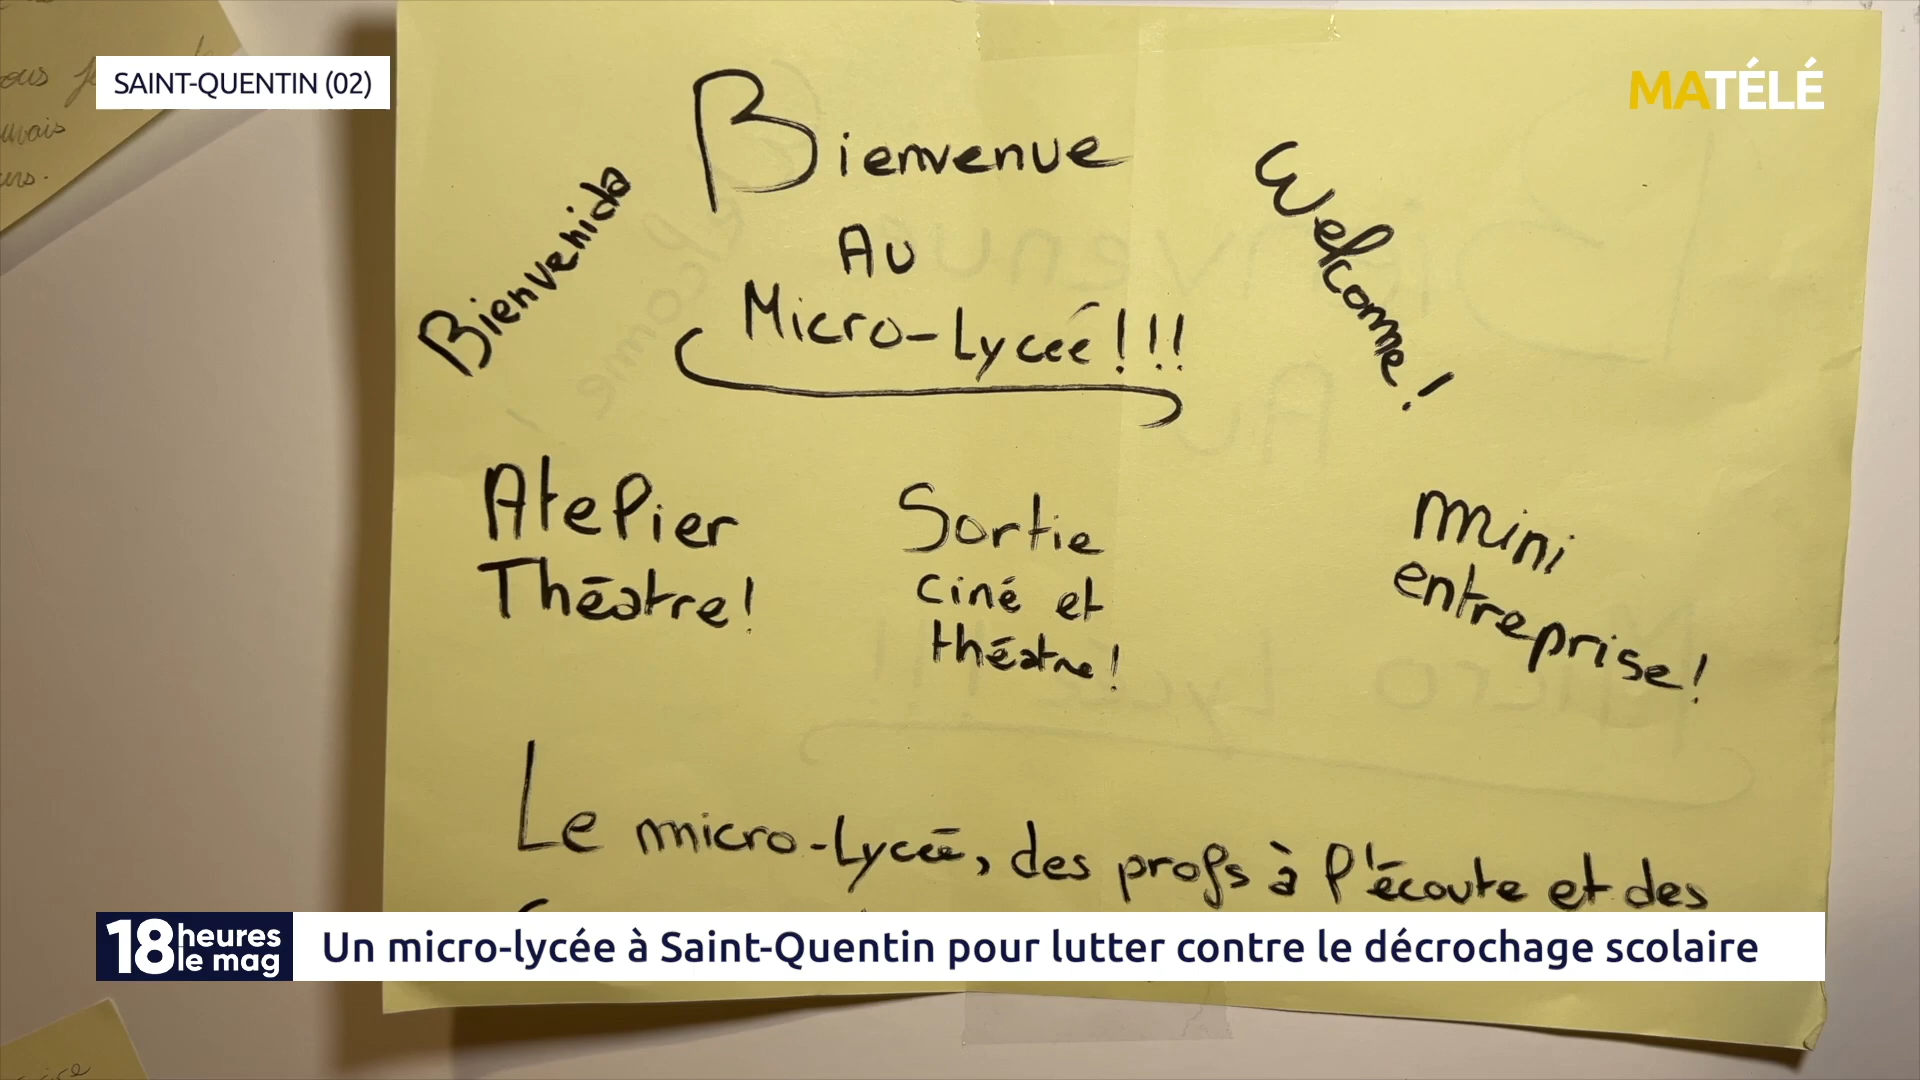 SAINT-QUENTIN (02)
MATÉLÉ
Bienvenue
Au
Micro-Lycée!!!
Bienvenida
Welcome!
Atelier
Théatre!
Sortie
ciné et
théatre!
mini
entreprise!
Le micro-Lycée, des profs à l'écoute et des
18 heures
le mag
Un micro-lycée à Saint-Quentin pour lutter contre le décrochage scolaire